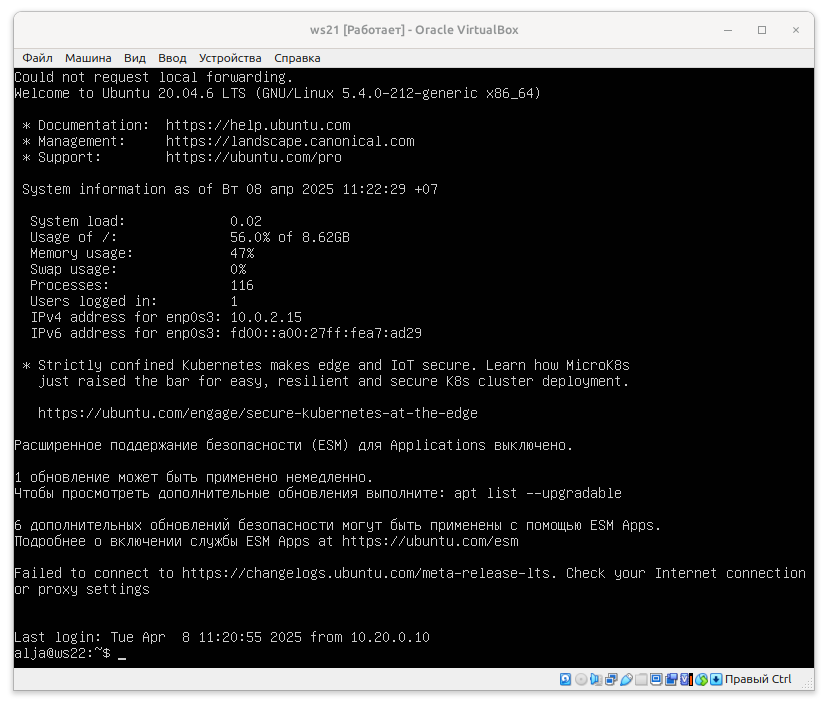 ws21 [Работает] - Oracle VirtualBox
Файл Машина Вид Ввод Устройства Справка
Could not request local forwarding.
Welcome to Ubuntu 20.04.6 LTS (GNU/Linux 5.4.0-212-generic x86_64)
* Documentation: https://help.ubuntu.com
* Management: https://landscape.canonical.com
* Support: https://ubuntu.com/pro
System information as of Вт 08 апр 2025 11:22:29 +07
System load: 0.02
Usage of /: 56.0% of 8.62GB
Memory usage: 47%
Swap usage: 0%
Processes: 116
Users logged in: 1
IPv4 address for enp0s3: 10.0.2.15
IPv6 address for enp0s3: fd00::a00:27ff:fea7:ad29
* Strictly confined Kubernetes makes edge and IoT secure. Learn how MicroK8s
just raised the bar for easy, resilient and secure K8s cluster deployment.
https://ubuntu.com/engage/secure-kubernetes-at-the-edge
Расширенное поддержание безопасности (ESM) для Applications выключено.
1 обновление может быть применено немедленно.
Чтобы просмотреть дополнительные обновления выполните: apt list --upgradable
6 дополнительных обновлений безопасности могут быть применены с помощью ESM Apps.
Подробнее о включении службы ESM Apps at https://ubuntu.com/esm
Failed to connect to https://changelogs.ubuntu.com/meta-release-lts. Check your Internet connection
or proxy settings
Last login: Tue Apr  8 11:20:55 2025 from 10.20.0.10
alja@ws22:~$ _
Правый Ctrl